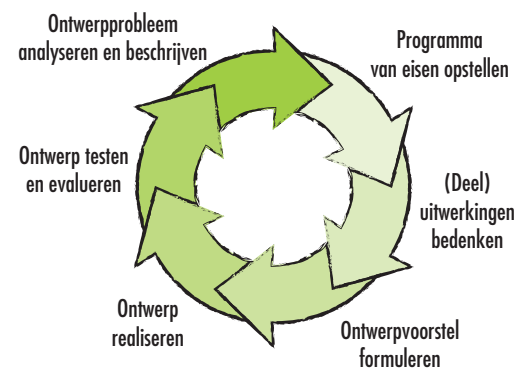 Ontwerpprobleem
analyseren en beschrijven
Programma
van eisen opstellen
(Deel)
uitwerkingen
bedenken
Ontwerpvoorstel
formuleren
Ontwerp
realiseren
Ontwerp testen
en evalueren